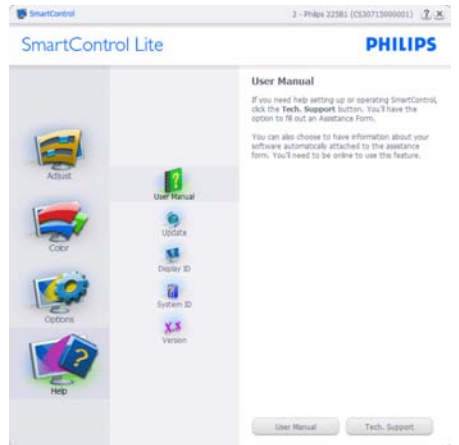 SmartControl
2 - Philips 225B1 (CS30715000001)
SmartControl Lite
PHILIPS
Adjust
Color
Options
Help
User Manual
Update
Display ID
System ID
Version
User Manual
If you need help setting up or operating SmartControl,
click the Tech. Support button. You'll have the
option to fill out an Assistance Form.
You can also choose to have information about your
software automatically attached to the assistance
form. You'll need to be online to use this feature.
User Manual
Tech. Support